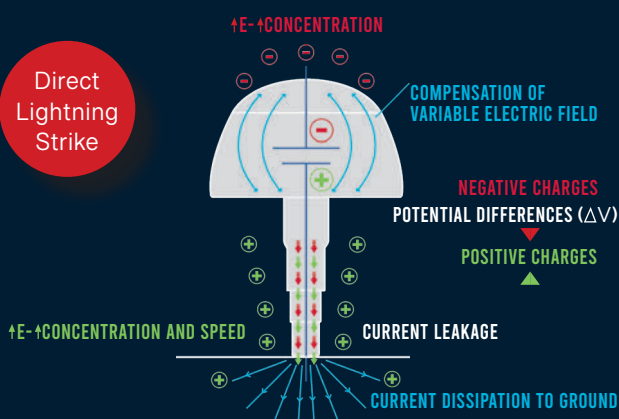 ↑E-↑CONCENTRATION
Direct
Lightning
Strike
COMPENSATION OF
VARIABLE ELECTRIC FIELD
NEGATIVE CHARGES
POTENTIAL DIFFERENCES (△V)
POSITIVE CHARGES
↑E-↑CONCENTRATION AND SPEED
CURRENT LEAKAGE
CURRENT DISSIPATION TO GROUND